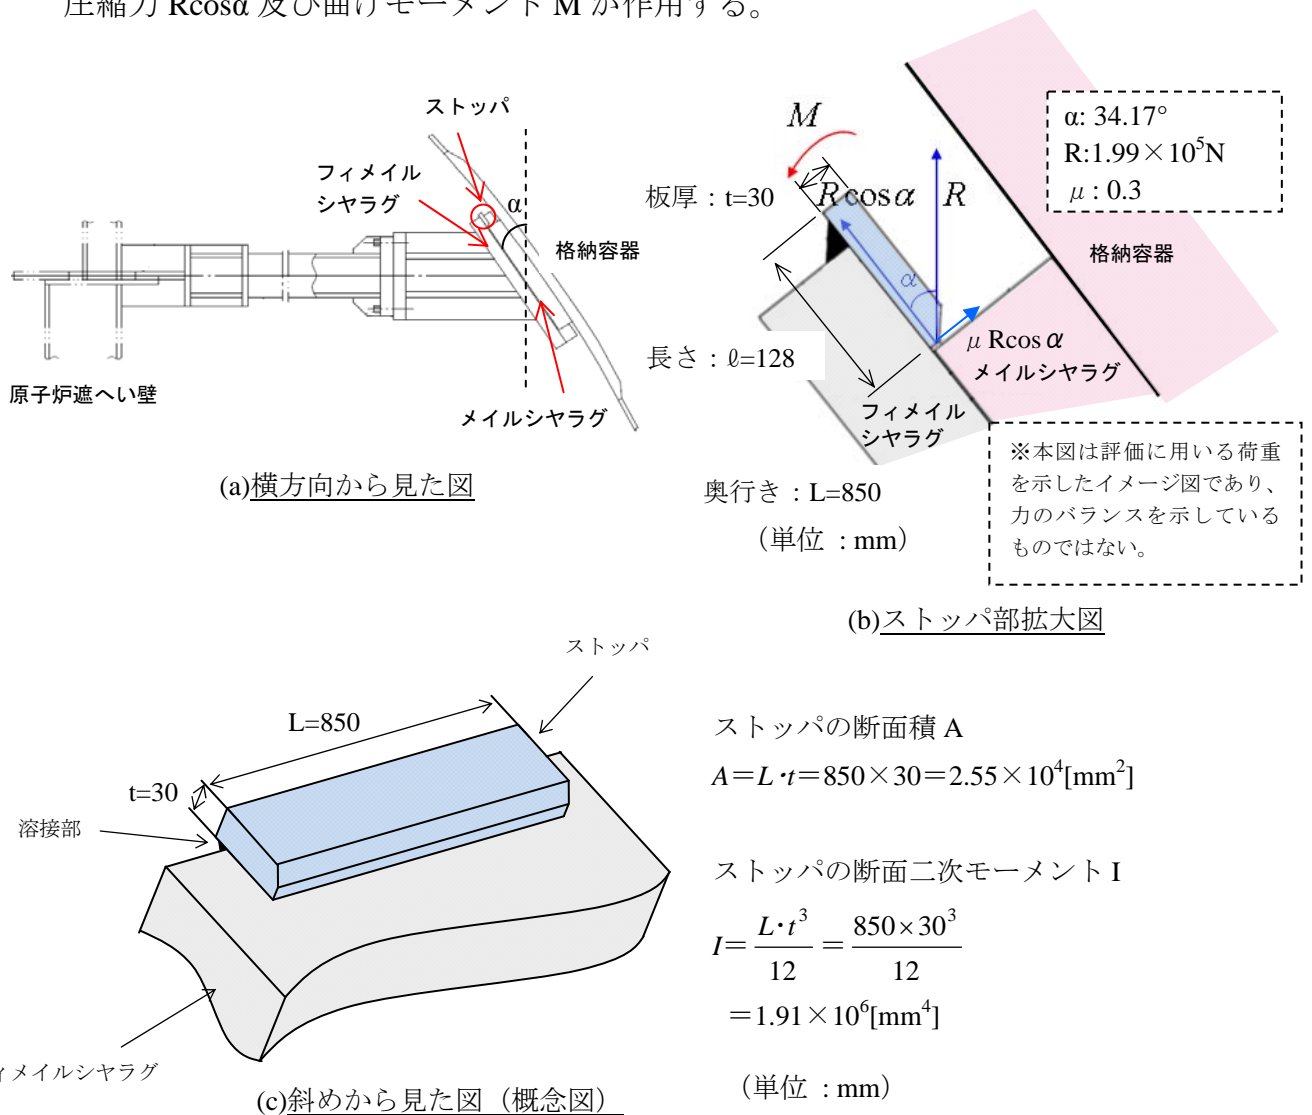 圧縮力 Rcosα 及び曲げモーメント M が作用する。
ストッパ
フィメイル
シヤラグ
α
格納容器
原子炉遮へい壁
メイルシヤラグ
(a)横方向から見た図
M
板厚：t=30
Rcosα
R
α: 34.17°
R:1.99×10⁵N
μ : 0.3
格納容器
α
μ Rcosα
メイルシヤラグ
長さ：ℓ=128
フィメイル
シヤラグ
奥行き：L=850
（単位：mm）
※本図は評価に用いる荷重
を示したイメージ図であり、
力のバランスを示している
ものではない。
(b)ストッパ部拡大図
ストッパ
L=850
t=30
溶接部
ィメイルシヤラグ
(c)斜めから見た図（概念図）
ストッパの断面積 A
A＝L・t＝850×30＝2.55×10⁴[mm²]
ストッパの断面二次モーメント I
I＝L・t³/12＝850×30³/12
＝1.91×10⁶[mm⁴]
（単位：mm）